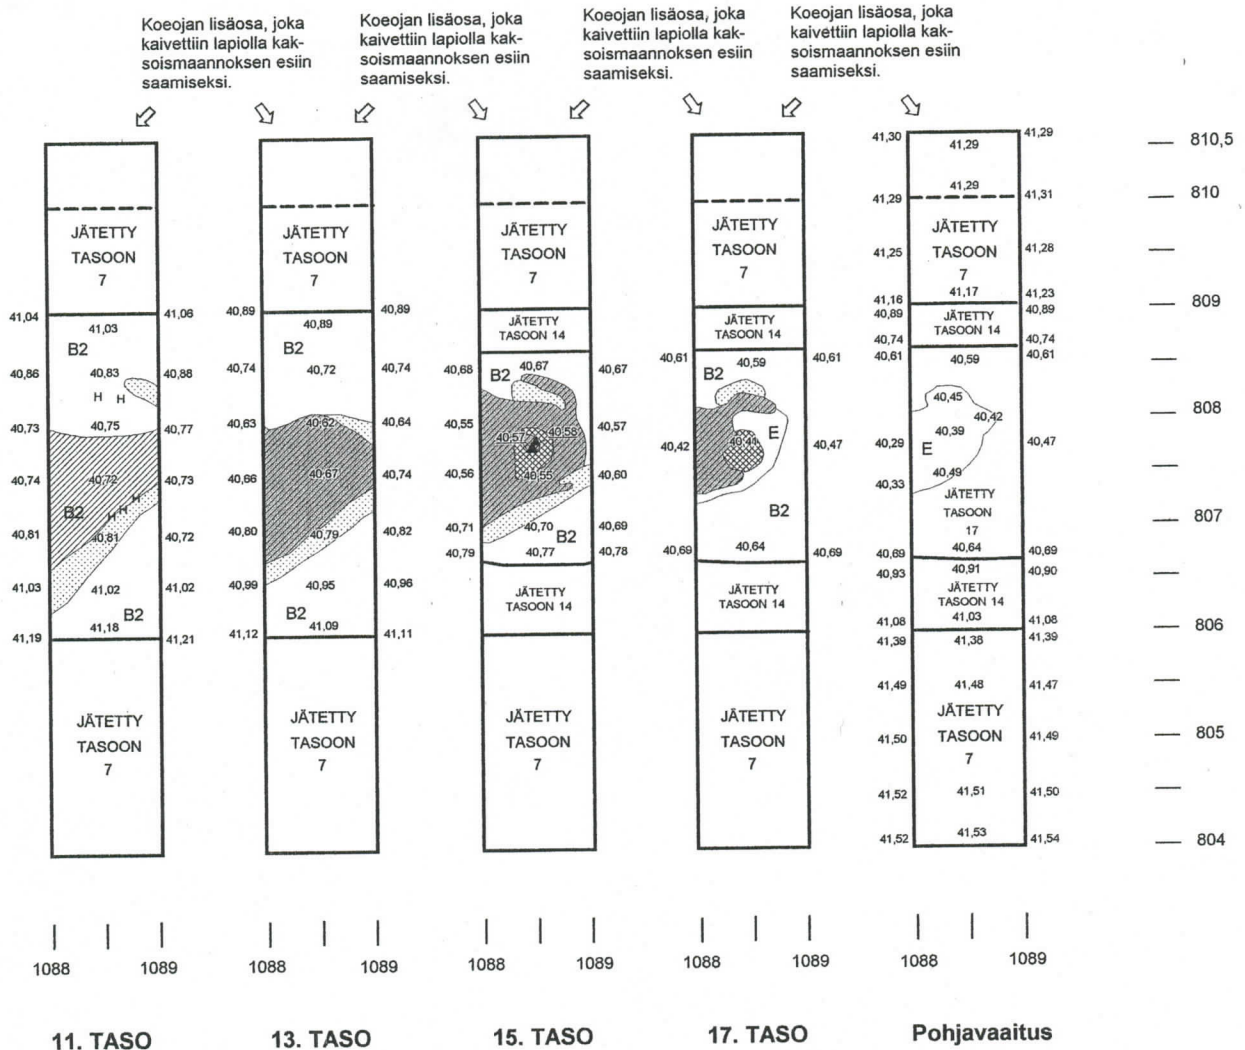 Koeojan lisäosa, joka
kaivettiin lapiolla kak-
soismaannoksen esiin
saamiseksi.
Koeojan lisäosa, joka
kaivettiin lapiolla kak-
soismaannoksen esiin
saamiseksi.
Koeojan lisäosa, joka
kaivettiin lapiolla kak-
soismaannoksen esiin
saamiseksi.
Koeojan lisäosa, joka
kaivettiin lapiolla kak-
soismaannoksen esiin
saamiseksi.
JÄTETTY
TASOON
7
41,04 41,06
41,03
B2
40,86 40,83 40,88
H H
40,73 40,75 40,77
40,74 40,72 40,73
H
B2 H H
40,81 40,81 40,72
41,03 41,02 41,02
B2
41,19 41,18 41,21
JÄTETTY
TASOON
7
1088 1089
11. TASO
JÄTETTY
TASOON
7
40,89 40,89
40,89
B2
40,74 40,72 40,74
40,63 40,62 40,64
40,66 40,67 40,74
40,80 40,79 40,82
40,99 40,95 40,96
B2
41,12 41,09 41,11
JÄTETTY
TASOON
7
1088 1089
13. TASO
JÄTETTY
TASOON
7
JÄTETTY
TASOON 14
40,68 40,67 40,67
B2
40,55 40,57
40,57 40,58
40,56 40,55 40,60
40,71 40,70 40,69
B2
40,79 40,77 40,78
JÄTETTY
TASOON 14
JÄTETTY
TASOON
7
1088 1089
15. TASO
JÄTETTY
TASOON
7
JÄTETTY
TASOON 14
40,61 40,59 40,61
B2
E
40,42 40,41 40,47
B2
40,69 40,64 40,69
JÄTETTY
TASOON 14
JÄTETTY
TASOON
7
1088 1089
17. TASO
41,30 41,29 41,29
41,29
41,29 41,31
JÄTETTY
41,25 TASOON 41,28
7
41,16 41,17 41,23
40,89 JÄTETTY 40,89
40,74 TASOON 14 40,74
40,61 40,59 40,61
40,45
40,42
40,39
40,29 E 40,47
40,33 40,49
JÄTETTY
TASOON
17
40,69 40,64 40,69
40,93 40,91 40,90
JÄTETTY
TASOON 14
41,08 41,03 41,08
41,39 41,38 41,39
41,49 41,48 41,47
JÄTETTY
41,50 TASOON 41,49
7
41,52 41,51 41,50
41,52 41,53 41,54
1088 1089
Pohjavaaitus
810,5
810
809
808
807
806
805
804